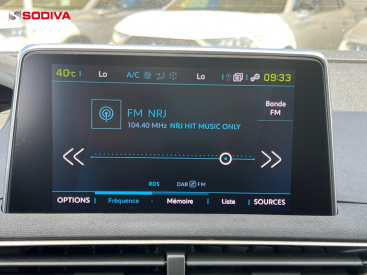 SODIVA
40°C Lo A/C Lo 09:33
FM NRJ
104.40 MHz NRJ HIT MUSIC ONLY
Bande
FM
RDS DAB FM
OPTIONS Fréquence Mémoire Liste SOURCES